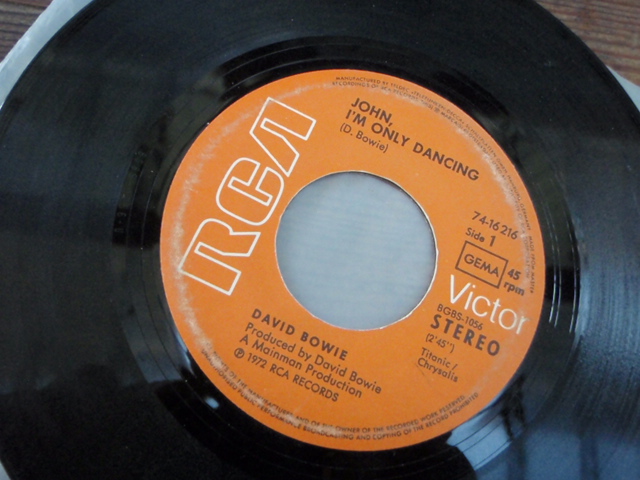 RCA
JOHN,
I'M ONLY DANCING
(D. Bowie)
74-16 216
Side 1
GEMA
45
rpm
Victor
BGBS-1056
STEREO
(2'45")
Titanic/
Chrysalis
DAVID BOWIE
Produced by David Bowie
A Mainman Production
℗ 1972 RCA RECORDS